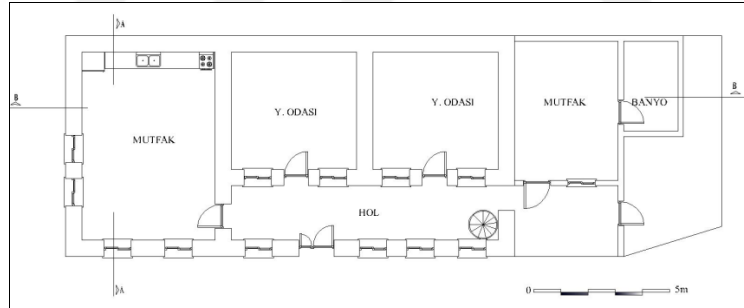 A
B
B
Y. ODASI
Y. ODASI
MUTFAK
BANYO
MUTFAK
HOL
A
0
5m